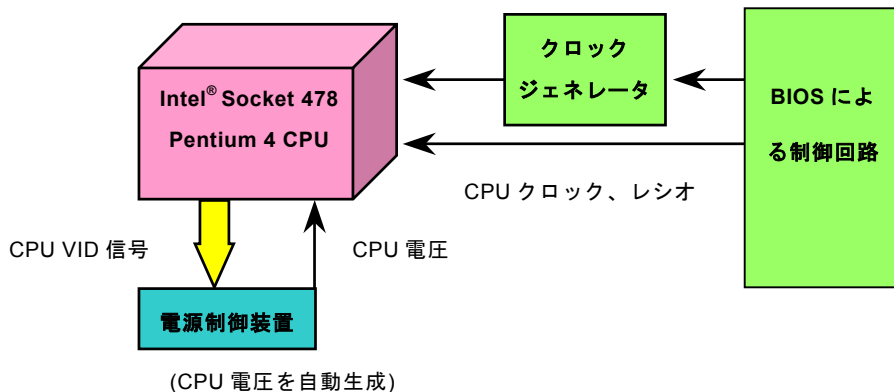 クロック
ジェネレータ
Intel® Socket 478
Pentium 4 CPU
BIOS によ
る制御回路
CPU クロック、レシオ
CPU VID 信号
CPU 電圧
電源制御装置
(CPU 電圧を自動生成)